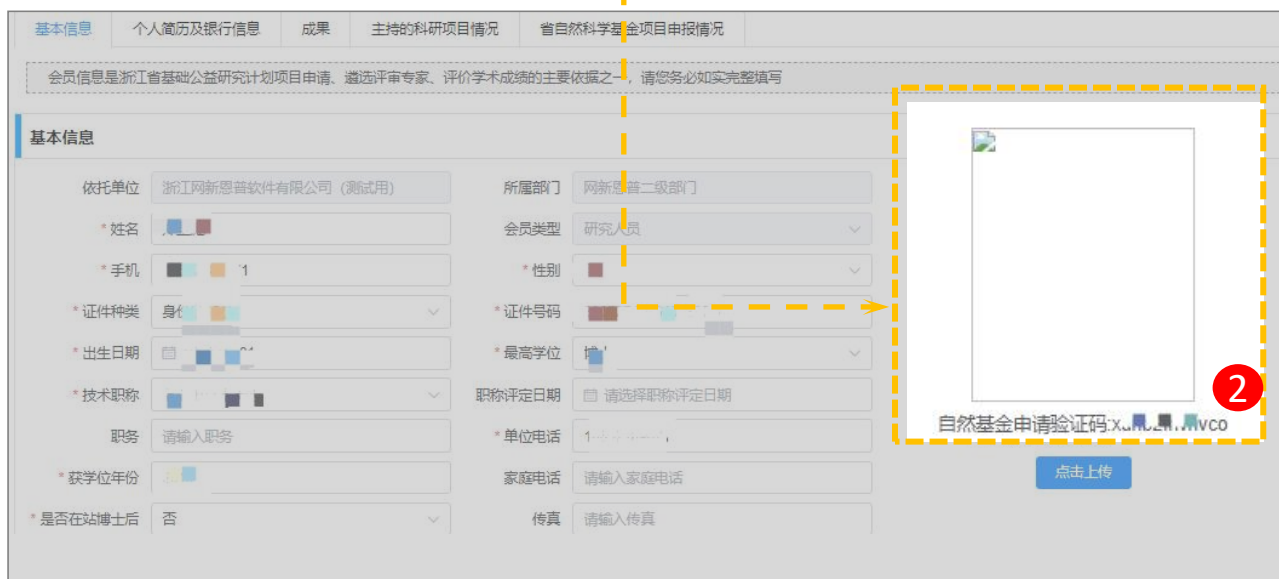 基本信息 个人简历及银行信息 成果 主持的科研项目情况 省自然科学基金项目申报情况
会员信息是浙江省基础公益研究计划项目申请、遴选评审专家、评价学术成绩的主要依据之一，请您务必如实完整填写
基本信息
依托单位 浙江网新恩普软件有限公司（测试用） 所属部门 网新恩普二级部门
*姓名 会员类型 研究人员
*手机 *性别
*证件种类 *证件号码
*出生日期 *最高学位
*技术职称 职称评定日期 请选择职称评定日期
职务 请输入职务 *单位电话
*获学位年份 家庭电话 请输入家庭电话
*是否在站博士后 否 传真 请输入传真
2
自然基金申请验证码:
点击上传